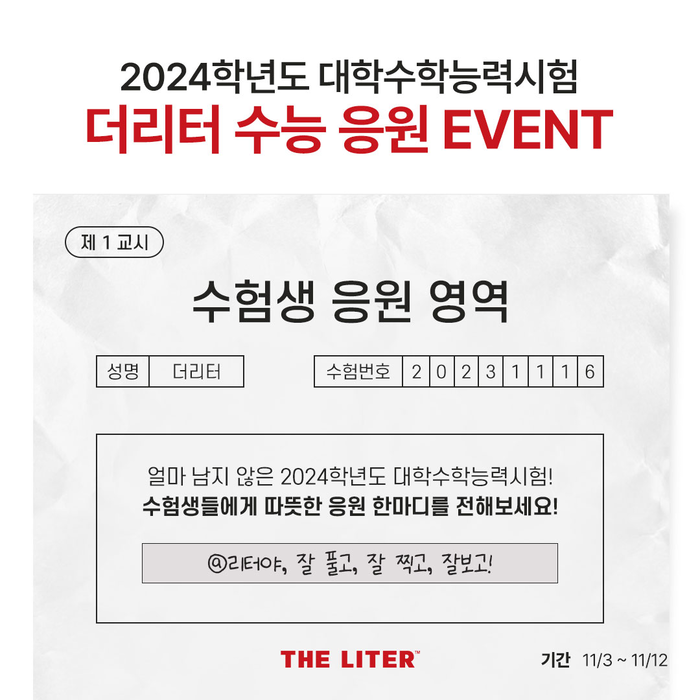 2024학년도 대학수학능력시험
더리터 수능 응원 EVENT
제 1 교시
수험생 응원 영역
성명 더리터 수험번호 2 0 2 3 1 1 1 6
얼마 남지 않은 2024학년도 대학수학능력시험!
수험생들에게 따뜻한 응원 한마디를 전해보세요!
@리터야, 잘 풀고, 잘 찍고, 잘보고!
THE LITER™ 기간 11/3 ~ 11/12